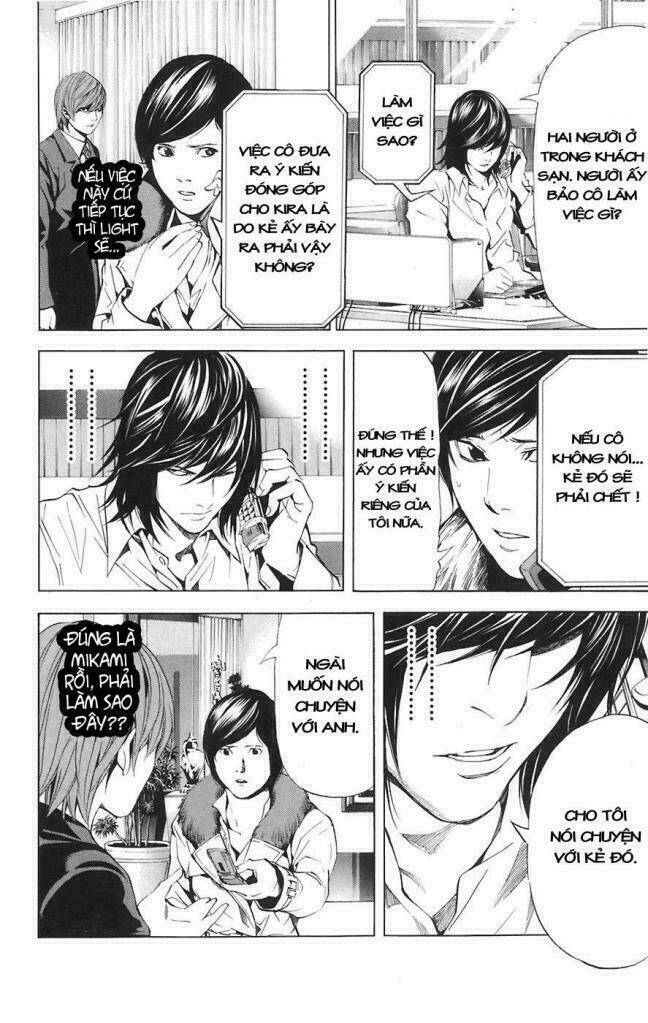 HAI NGƯỜI Ở
TRONG KHÁCH
SẠN. NGƯỜI ẤY
BẢO CÔ LÀM
VIỆC GÌ?
LÀM
VIỆC GÌ
SAO?
VIỆC CÔ ĐƯA
RA Ý KIẾN
ĐÓNG GÓP
CHO KIRA LÀ
DO KẺ ẤY BÀY
RA PHẢI VẬY
KHÔNG?
NẾU VIỆC
NÀY CỨ
TIẾP TỤC
THÌ LIGHT
SẼ...
NẾU CÔ
KHÔNG NÓI...
KẺ ĐÓ SẼ
PHẢI CHẾT !
ĐÚNG THẾ !
NHƯNG VIỆC
ẤY CÓ PHẦN
Ý KIẾN
RIÊNG CỦA
TÔI NỮA.
CHO TÔI
NÓI CHUYỆN
VỚI KẺ ĐÓ.
NGÀI
MUỐN NÓI
CHUYỆN
VỚI ANH.
ĐÚNG LÀ
MIKAMI
RỒI, PHẢI
LÀM SAO
ĐÂY??